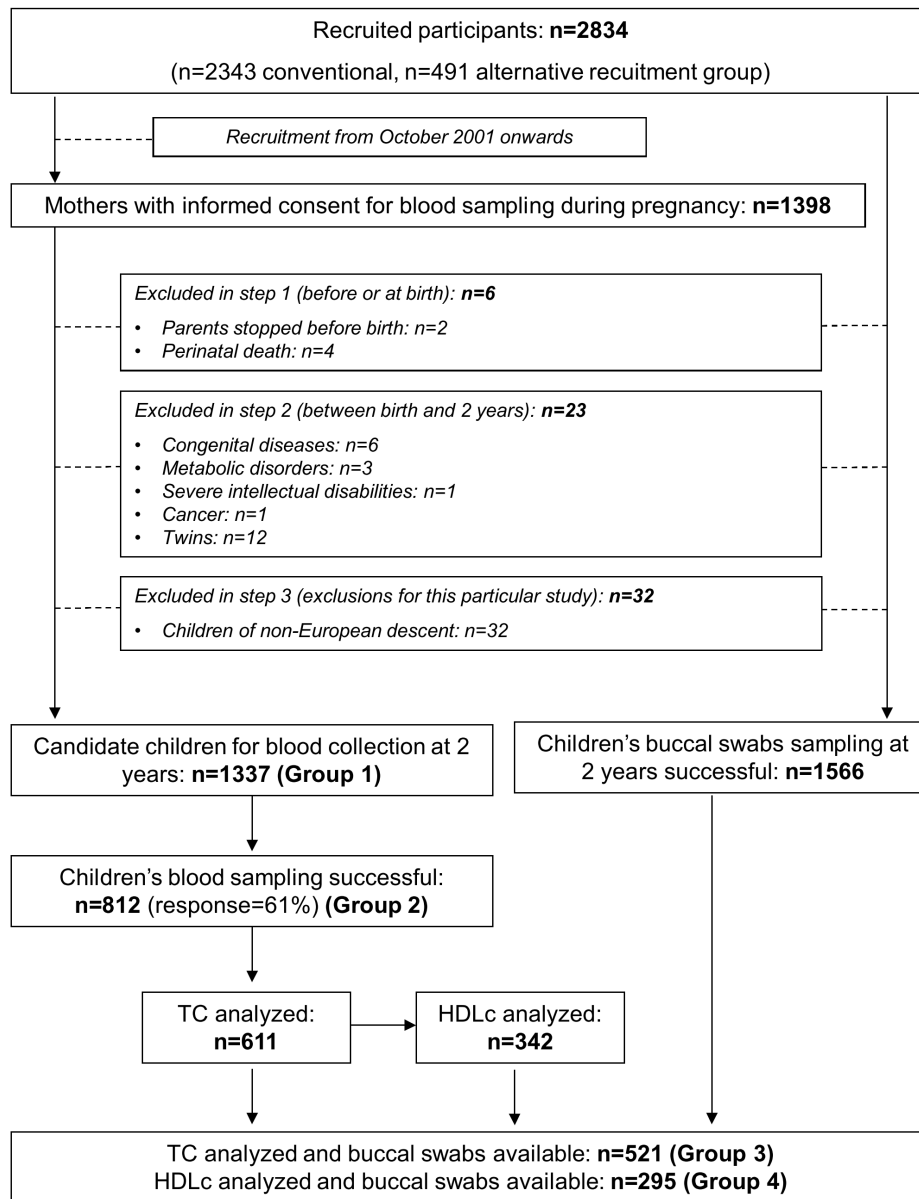 Recruited participants: n=2834
(n=2343 conventional, n=491 alternative recuitment group)
Recruitment from October 2001 onwards
Mothers with informed consent for blood sampling during pregnancy: n=1398
Excluded in step 1 (before or at birth): n=6
• Parents stopped before birth: n=2
• Perinatal death: n=4
Excluded in step 2 (between birth and 2 years): n=23
• Congenital diseases: n=6
• Metabolic disorders: n=3
• Severe intellectual disabilities: n=1
• Cancer: n=1
• Twins: n=12
Excluded in step 3 (exclusions for this particular study): n=32
• Children of non-European descent: n=32
Candidate children for blood collection at 2
years: n=1337 (Group 1)
Children's buccal swabs sampling at
2 years successful: n=1566
Children's blood sampling successful:
n=812 (response=61%) (Group 2)
TC analyzed:
n=611
HDLc analyzed:
n=342
TC analyzed and buccal swabs available: n=521 (Group 3)
HDLc analyzed and buccal swabs available: n=295 (Group 4)